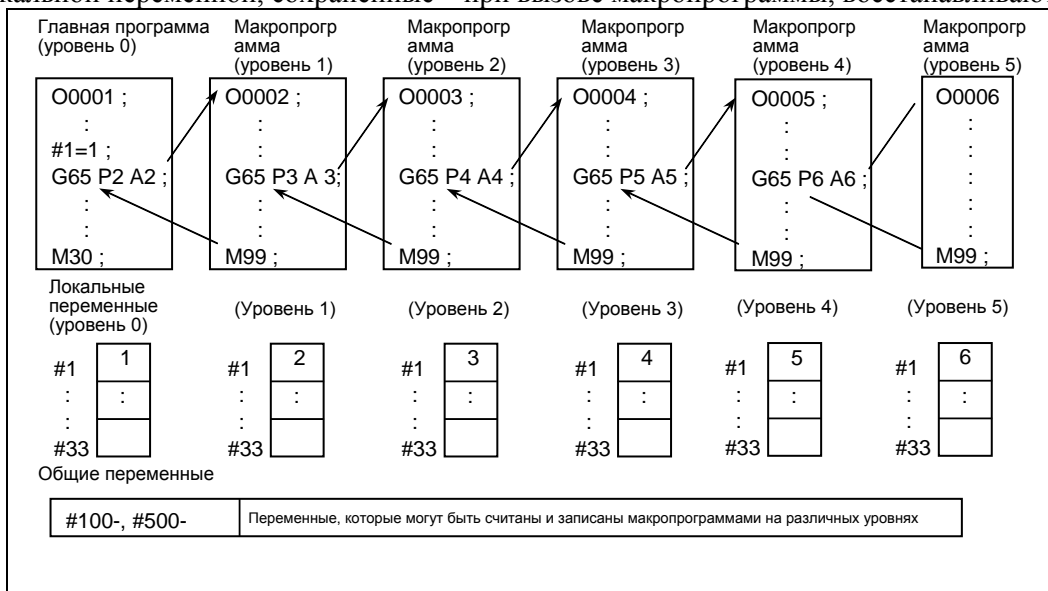 кальной переменной, сохраненные при вызове макропрограммы, восстанавливаю
Главная программа
(уровень 0)
Макропрогр
амма
(уровень 1)
Макропрогр
амма
(уровень 2)
Макропрогр
амма
(уровень 3)
Макропрогр
амма
(уровень 4)
Макропрогр
амма
(уровень 5)
O0001 ;
:
#1=1 ;
G65 P2 A2 ;
:
:
M30 ;
O0002 ;
:
:
G65 P3 A 3;
:
:
M99 ;
O0003 ;
:
:
G65 P4 A4 ;
:
:
M99 ;
O0004 ;
:
:
G65 P5 A5 ;
:
:
M99 ;
O0005 ;
:
:
G65 P6 A6 ;
:
:
M99 ;
O0006
:
:
:
:
:
M99 ;
Локальные
переменные
(уровень 0)
(Уровень 1)
(Уровень 2)
(Уровень 3)
(Уровень 4)
(Уровень 5)
#1 1
: :
:
#33
#1 2
: :
:
#33
#1 3
: :
:
#33
#1 4
: :
:
#33
#1 5
: :
:
#33
#1 6
: :
:
#33
Общие переменные
#100-, #500- Переменные, которые могут быть считаны и записаны макропрограммами на различных уровнях